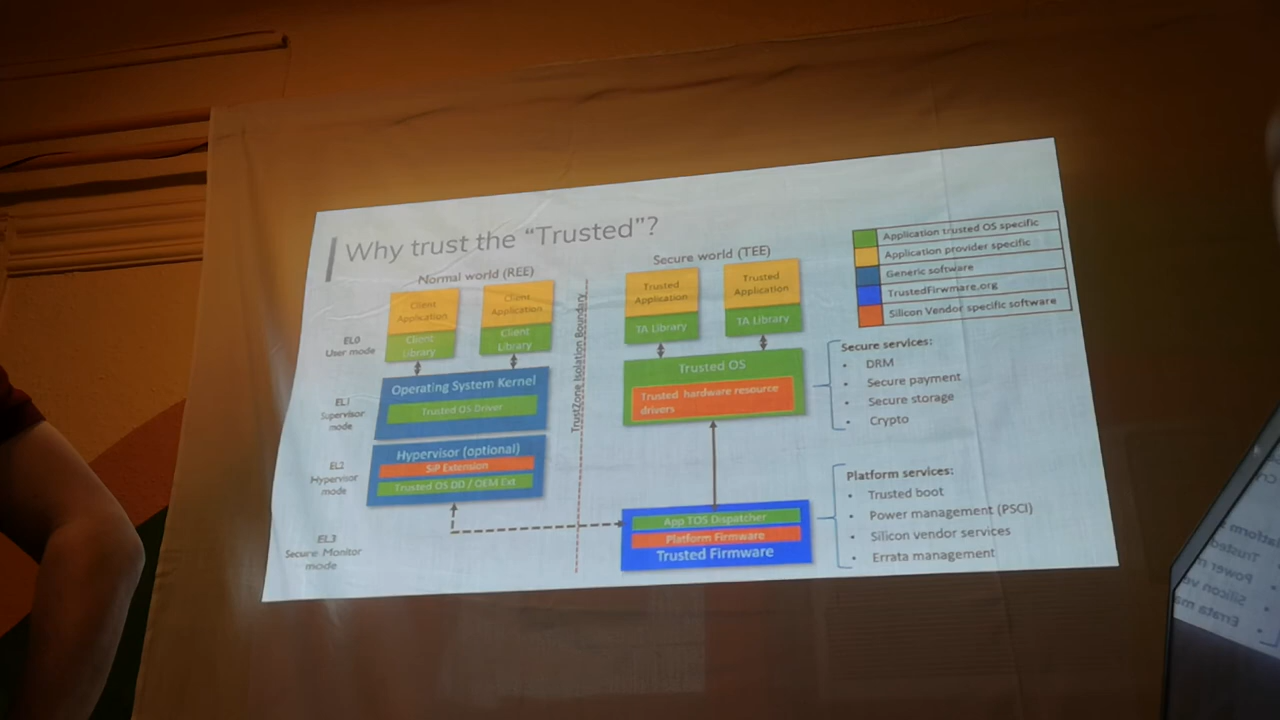 Why trust the "Trusted"?
Normal world (REE)
Secure world (TEE)
Application trusted OS specific
Application provider specific
Generic software
TrustedFirwmare.org
Silicon Vendor specific software
EL0
User mode
Client
Application
Client
Library
Client
Application
Client
Library
TrustZone Isolation Boundary
Trusted
Application
TA Library
Trusted
Application
TA Library
EL1
Supervisor
mode
Operating System Kernel
Trusted OS Driver
Trusted OS
Trusted hardware resource
drivers
Secure services:
• DRM
• Secure payment
• Secure storage
• Crypto
EL2
Hypervisor
mode
Hypervisor (optional)
SiP Extension
Trusted OS DD / OEM Ext
EL3
Secure Monitor
mode
App TOS Dispatcher
Platform Firmware
Trusted Firmware
Platform services:
• Trusted boot
• Power management (PSCI)
• Silicon vendor services
• Errata management